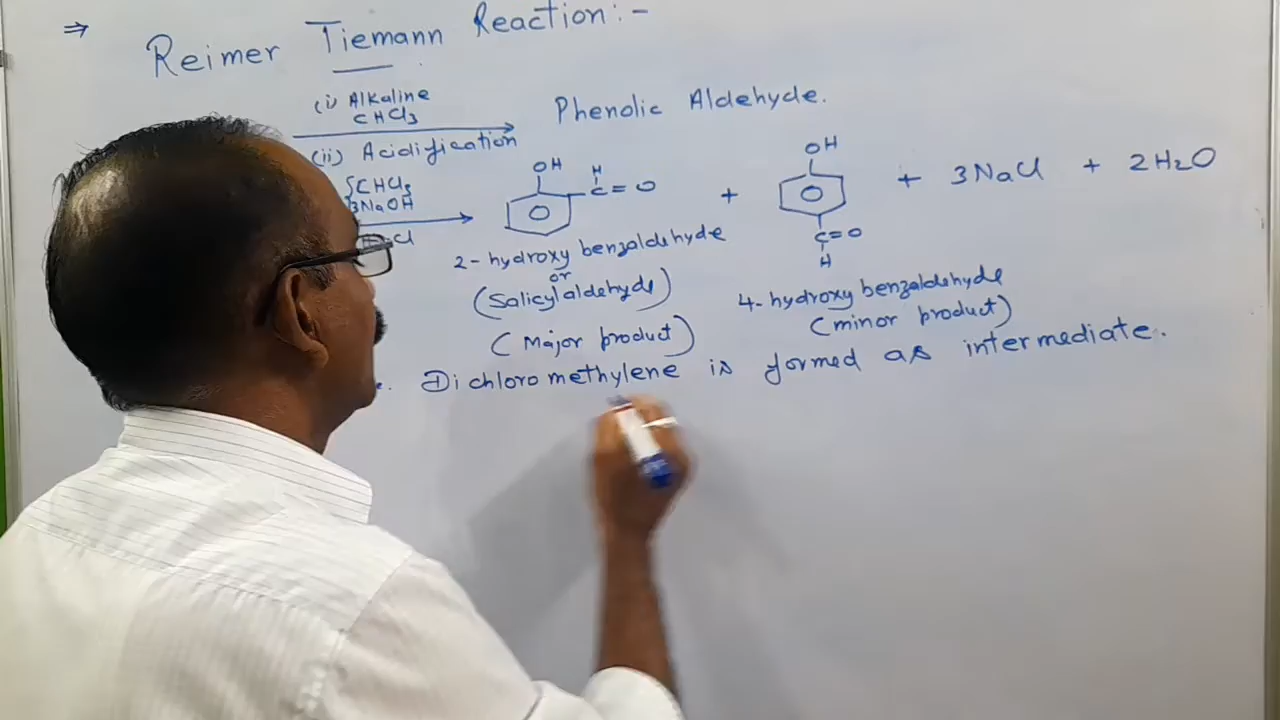 ⇒ Reimer Tiemann Reaction:-
(i) Alkaline
CHCl3
Phenolic Aldehyde.
(ii) Acidification
CHCl3
3NaOH
OH H
C=O
+
OH
C=O
H
+ 3NaCl + 2H2O
2-hydroxy benzaldehyde
or
(Salicylaldehyde)
(Major product)
4-hydroxy benzaldehyde
(minor product)
Dichloromethylene is formed as intermediate.